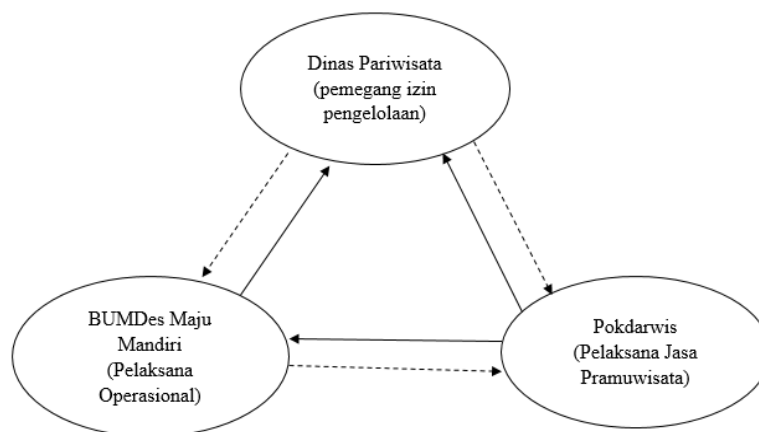 Dinas Pariwisata
(pemegang izin
pengelolaan)
BUMDes Maju
Mandiri
(Pelaksana
Operasional)
Pokdarwis
(Pelaksana Jasa
Pramuwisata)